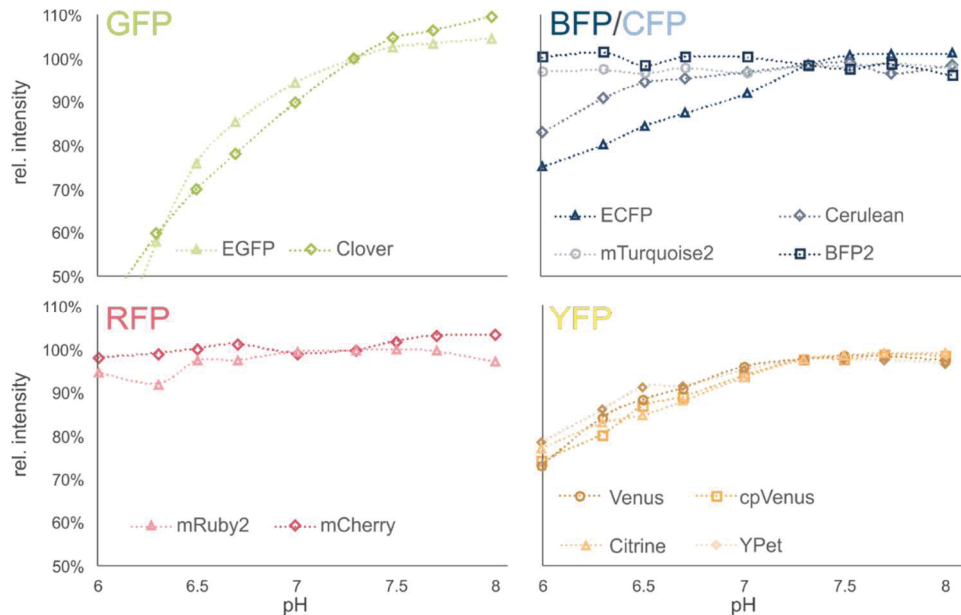 GFP
rel. intensity
110%
100%
90%
80%
70%
60%
50%
EGFP Clover
BFP/CFP
ECFP Cerulean
mTurquoise2 BFP2
RFP
rel. intensity
110%
100%
90%
80%
70%
60%
50%
mRuby2 mCherry
6 6.5 7 7.5 8
pH
YFP
Venus cpVenus
Citrine YPet
6 6.5 7 7.5 8
pH